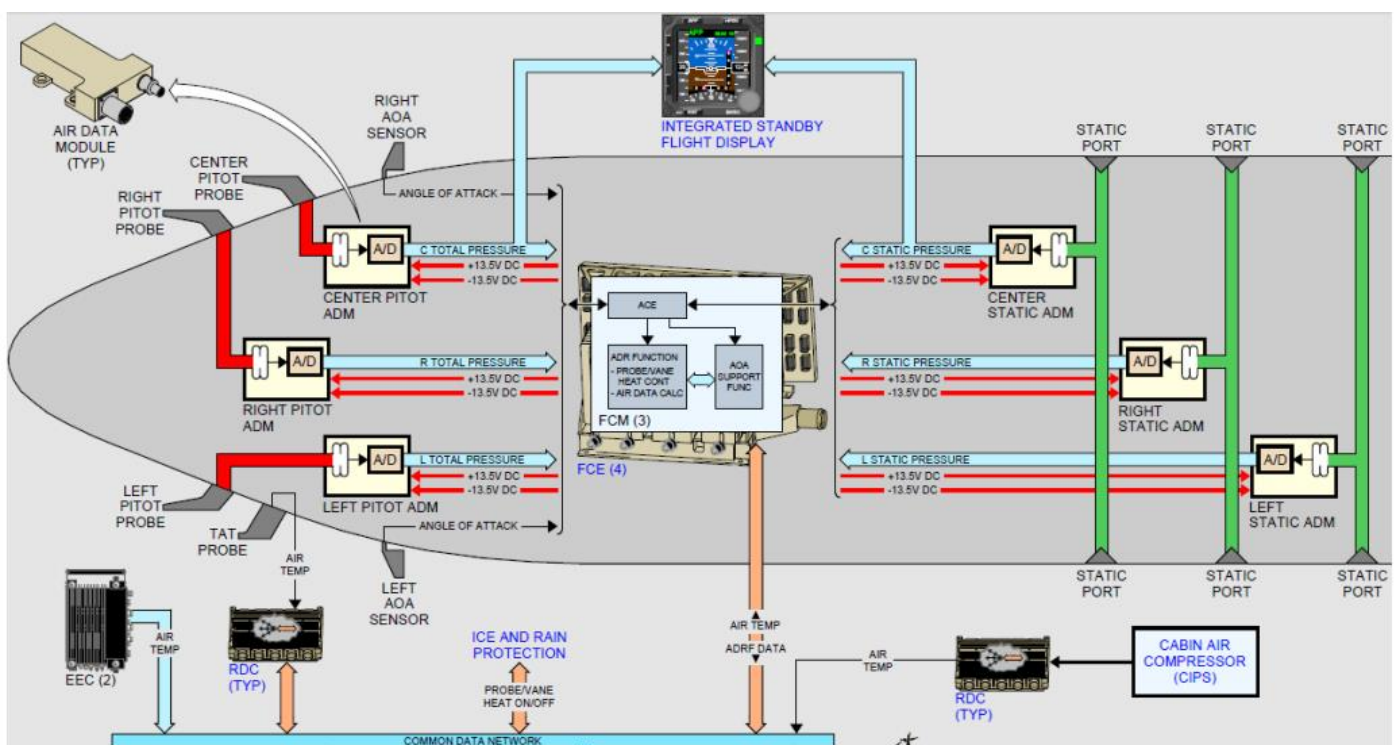 AIR DATA
MODULE
(TYP)
RIGHT
AOA
SENSOR
CENTER
PITOT
PROBE
RIGHT
PITOT
PROBE
INTEGRATED STANDBY
FLIGHT DISPLAY
STATIC
PORT
STATIC
PORT
STATIC
PORT
ANGLE OF ATTACK
A/D
C TOTAL PRESSURE
+13.5V DC
-13.5V DC
CENTER PITOT
ADM
C STATIC PRESSURE
+13.5V DC
-13.5V DC
A/D
CENTER
STATIC ADM
ACE
ADR FUNCTION
- PROBE/VANE
HEAT CONT
- AIR DATA CALC
AOA
SUPPORT
FUNC
FCM (3)
FCE (4)
A/D
R TOTAL PRESSURE
+13.5V DC
-13.5V DC
RIGHT PITOT
ADM
R STATIC PRESSURE
+13.5V DC
-13.5V DC
A/D
RIGHT
STATIC ADM
A/D
L TOTAL PRESSURE
+13.5V DC
-13.5V DC
LEFT PITOT ADM
L STATIC PRESSURE
+13.5V DC
-13.5V DC
A/D
LEFT
STATIC ADM
LEFT
PITOT
PROBE
TAT
PROBE
ANGLE OF ATTACK
AIR
TEMP
LEFT
AOA
SENSOR
STATIC
PORT
STATIC
PORT
STATIC
PORT
EEC (2)
AIR
TEMP
RDC
(TYP)
ICE AND RAIN
PROTECTION
PROBE/VANE
HEAT ON/OFF
AIR TEMP
ADRF DATA
AIR
TEMP
RDC
(TYP)
CABIN AIR
COMPRESSOR
(CIPS)
COMMON DATA NETWORK